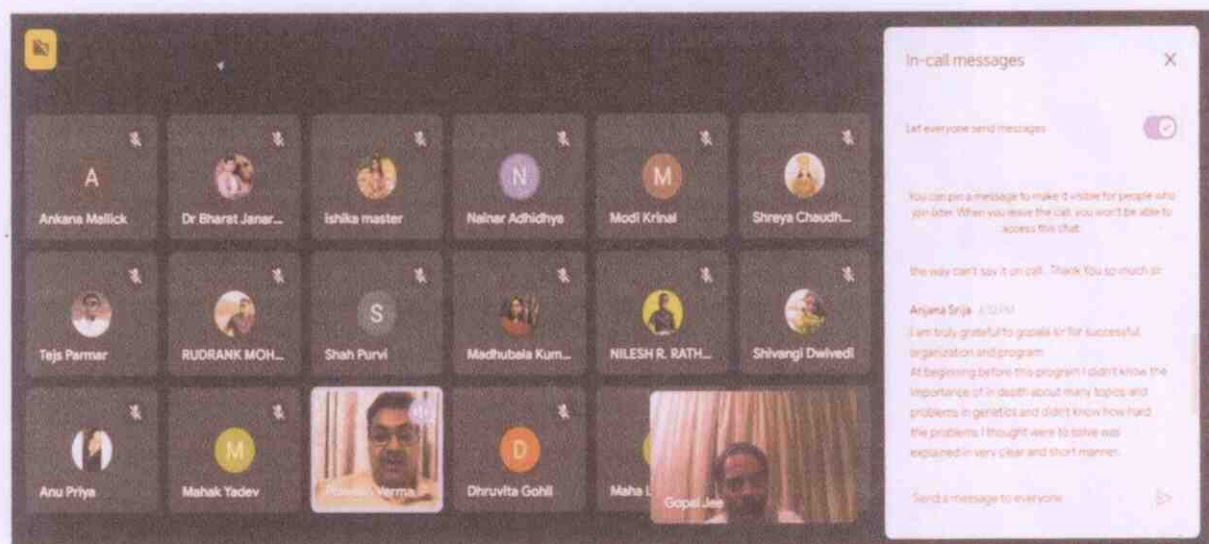 In-call messages
Let everyone send messages
You can pin a message to make it visible for people who
join later. When you leave the call, you won't be able to
access this chat
the way can't say it on call. Thank You so much sir
Anjana Srija
I am truly grateful to gopala sir for successful
organization and program
At beginning before this program I didn't know the
importance of in depth about many topics and
problems in genetics and didn't know how hard
the problems I thought were to solve was
explained in very clear and short manner.
Send a message to everyone
A
Ankana Mallick
Dr Bharat Janar...
ishika master
N
Nainar Adhidhya
M
Modi Krinal
Shreya Chaudh...
Tejs Parmar
RUDRANK MOH...
S
Shah Purvi
Madhubala Kum...
NILESH R. RATH...
Shivangi Dwivedi
Anu Priya
M
Mahak Yadav
Verma
D
Dhruvita Gohil
Maha L
Gopal Jee